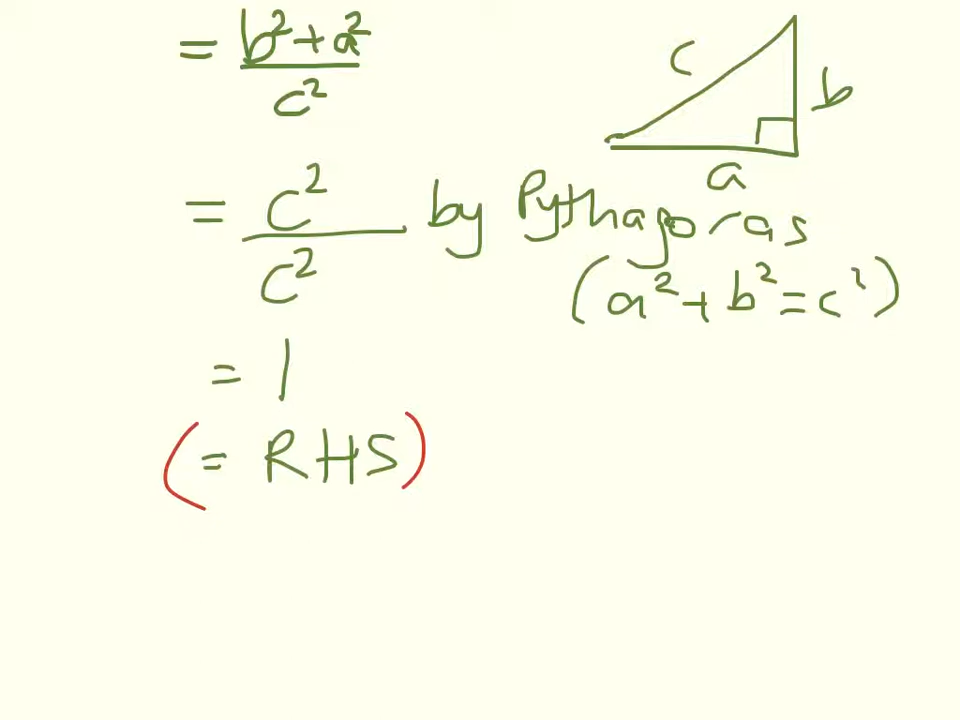 = b²+a²/c²
c
b
a
= c²/c² by Pythagoras
(a²+b²=c²)
= 1
(= RHS)